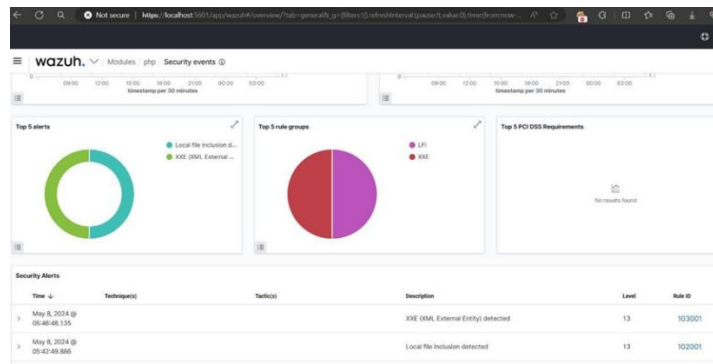 Not secure | https://localhost:5601/app/wazuh#/overview/?tab=general&_g=(filters:!(),refreshInterval:(pause:!t,value:0),time:(from:now-...
wazuh. Modules php Security events
09:00 12:00 15:00 18:00 21:00 00:00 03:00
timestamp per 30 minutes
09:00 12:00 15:00 18:00 21:00 00:00 03:00
timestamp per 30 minutes
Top 5 alerts
Local file inclusion d...
XXE (XML External ...
Top 5 rule groups
LFI
XXE
Top 5 PCI DSS Requirements
No results found
Security Alerts
Time Technique(s) Tactic(s) Description Level Rule ID
May 8, 2024 @ 05:46:48.135 XXE (XML External Entity) detected 13 103001
May 8, 2024 @ 05:42:49.886 Local file inclusion detected 13 102001